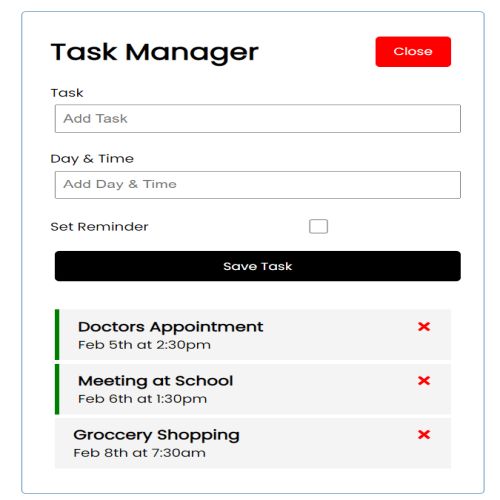 Task Manager
Close
Task
Add Task
Day & Time
Add Day & Time
Set Reminder
Save Task
Doctors Appointment
Feb 5th at 2:30pm
Meeting at School
Feb 6th at 1:30pm
Groccery Shopping
Feb 8th at 7:30am